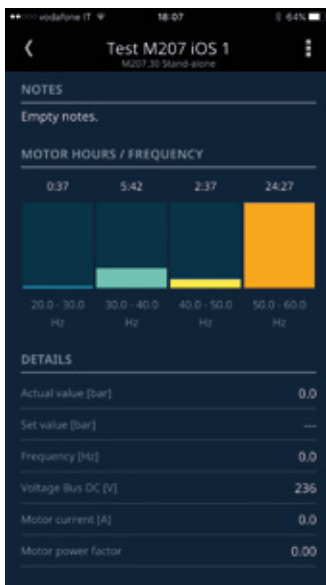 vodafone IT
18:07
64%
Test M207 iOS 1
M207.30 Stand-alone
NOTES
Empty notes.
MOTOR HOURS / FREQUENCY
0:37 5:42 2:37 24:27
20.0 - 30.0 30.0 - 40.0 40.0 - 50.0 50.0 - 60.0
Hz Hz Hz Hz
DETAILS
Actual value [bar] 0.0
Set value [bar] ---
Frequency [Hz] 0.0
Voltage Bus DC [V] 236
Motor current [A] 0.0
Motor power factor 0.00